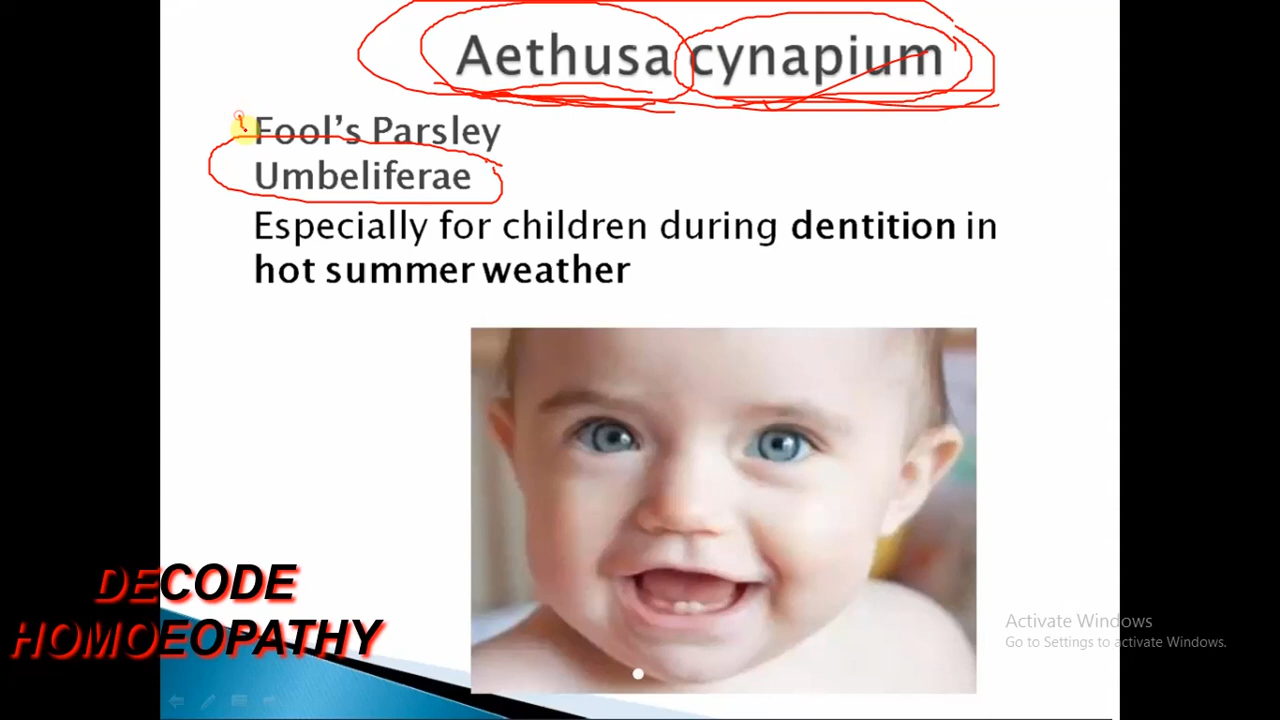 Aethusa cynapium
Fool's Parsley
Umbeliferae
Especially for children during dentition in
hot summer weather
DECODE
HOMOEOPATHY
Activate Windows
Go to Settings to activate Windows.